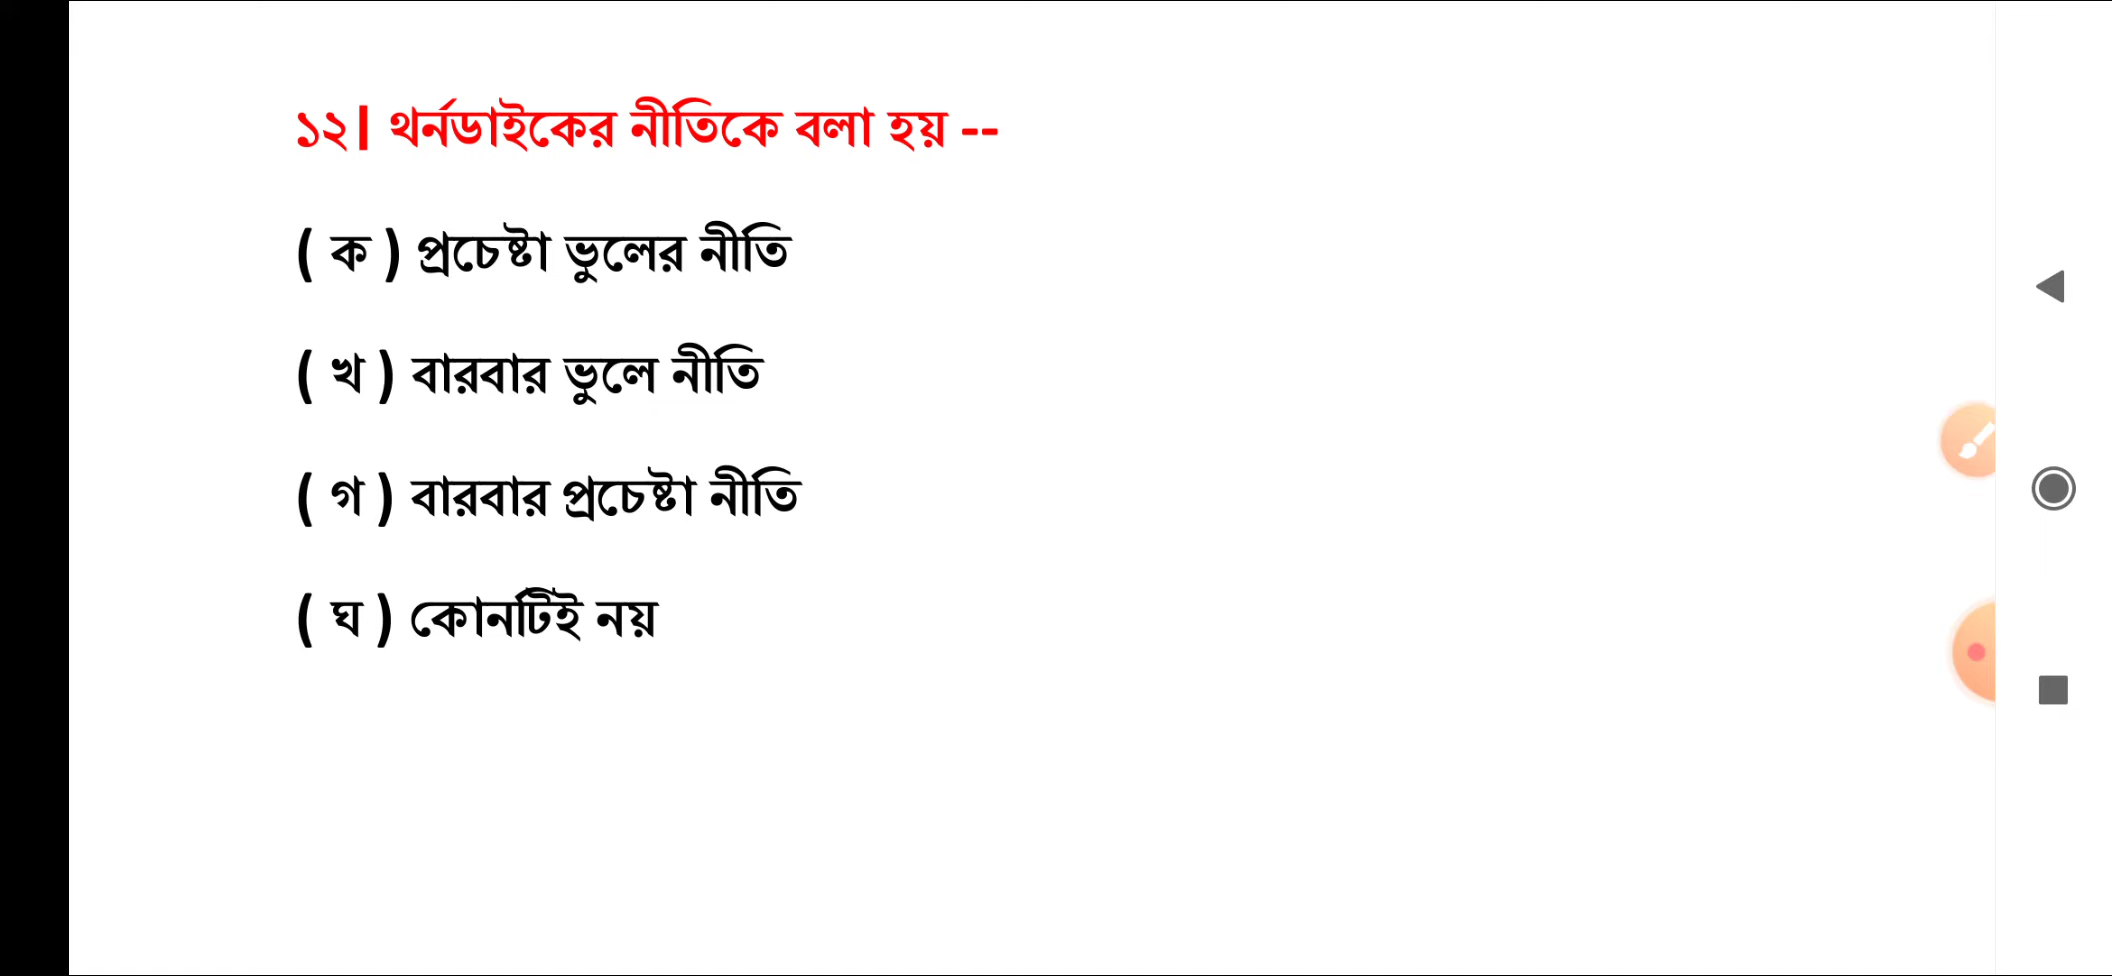 ১২। থর্নডাইকের নীতিকে বলা হয় --
( ক ) প্রচেষ্টা ভুলের নীতি
( খ ) বারবার ভুলে নীতি
( গ ) বারবার প্রচেষ্টা নীতি
( ঘ ) কোনটিই নয়